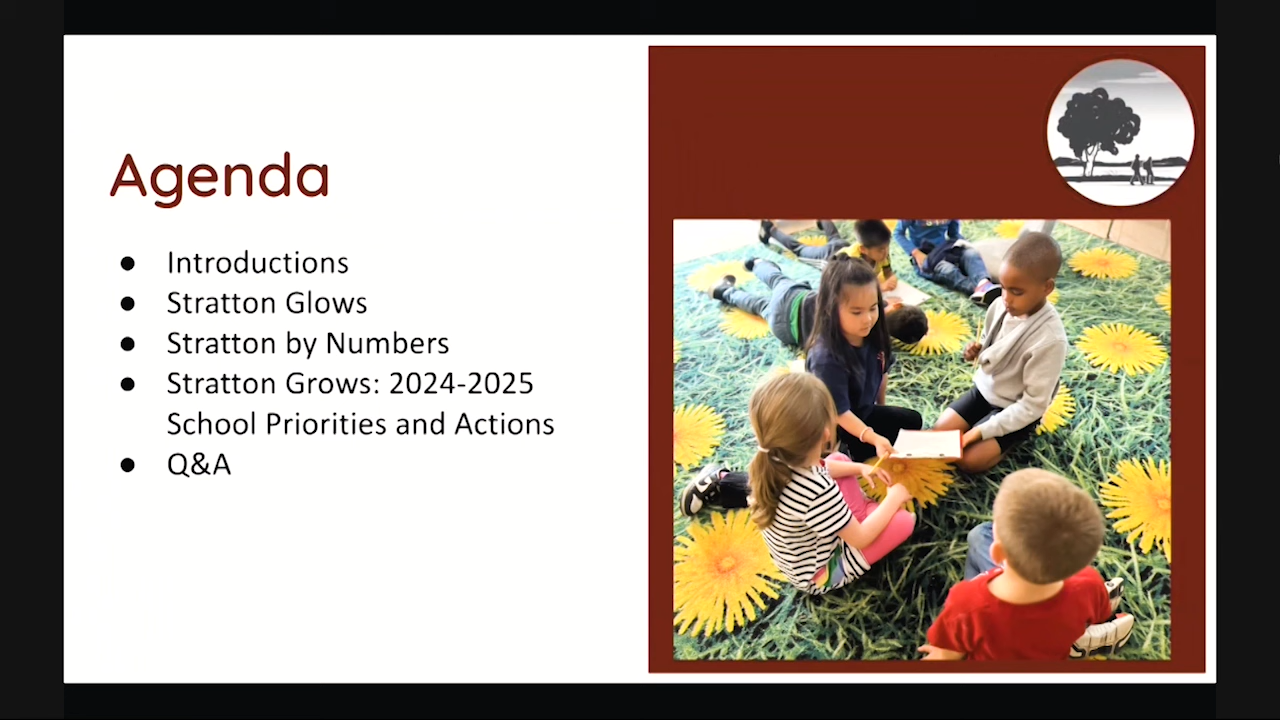 Agenda
● Introductions
● Stratton Glows
● Stratton by Numbers
● Stratton Grows: 2024-2025
School Priorities and Actions
● Q&A